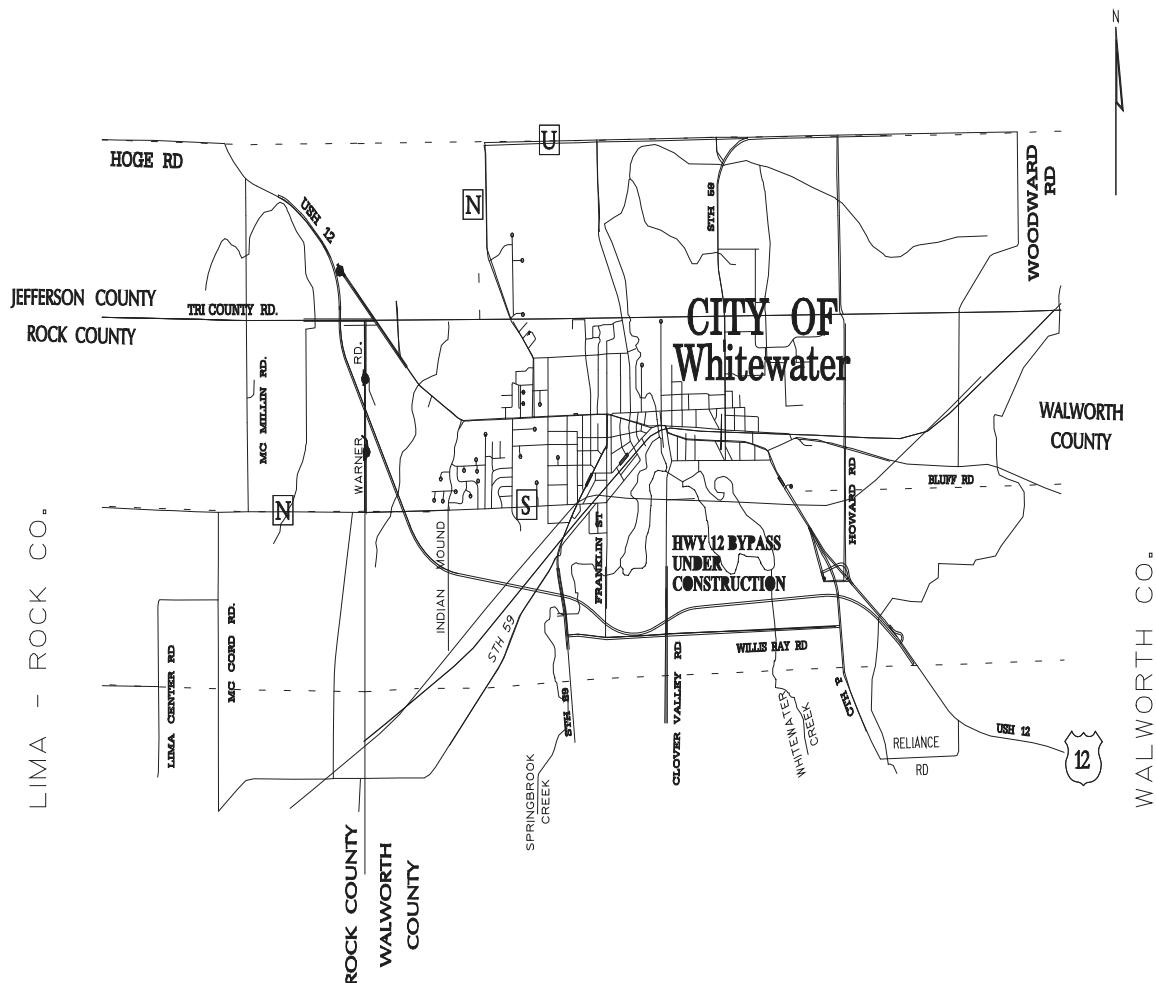 N
U
HOGE RD
WOODWARD
RD
STH 59
N
USH 12
JEFFERSON COUNTY
TRI COUNTY RD.
ROCK COUNTY
CITY OF
Whitewater
WARNER RD.
MC MILLIN RD.
WALWORTH
COUNTY
BLUFF RD
HOWARD RD
N
S
INDIAN MOUND
FRANKLIN ST
HWY 12 BYPASS
UNDER
CONSTRUCTION
LIMA - ROCK CO.
WALWORTH CO.
LIMA CENTER RD
MC CORD RD.
STH 59
WILLIS RAY RD
STH 89
CLOVER VALLEY RD
CTH P
WHITEWATER
CREEK
SPRINGBROOK
CREEK
RELIANCE
RD
USH 12
12
ROCK COUNTY
WALWORTH
COUNTY